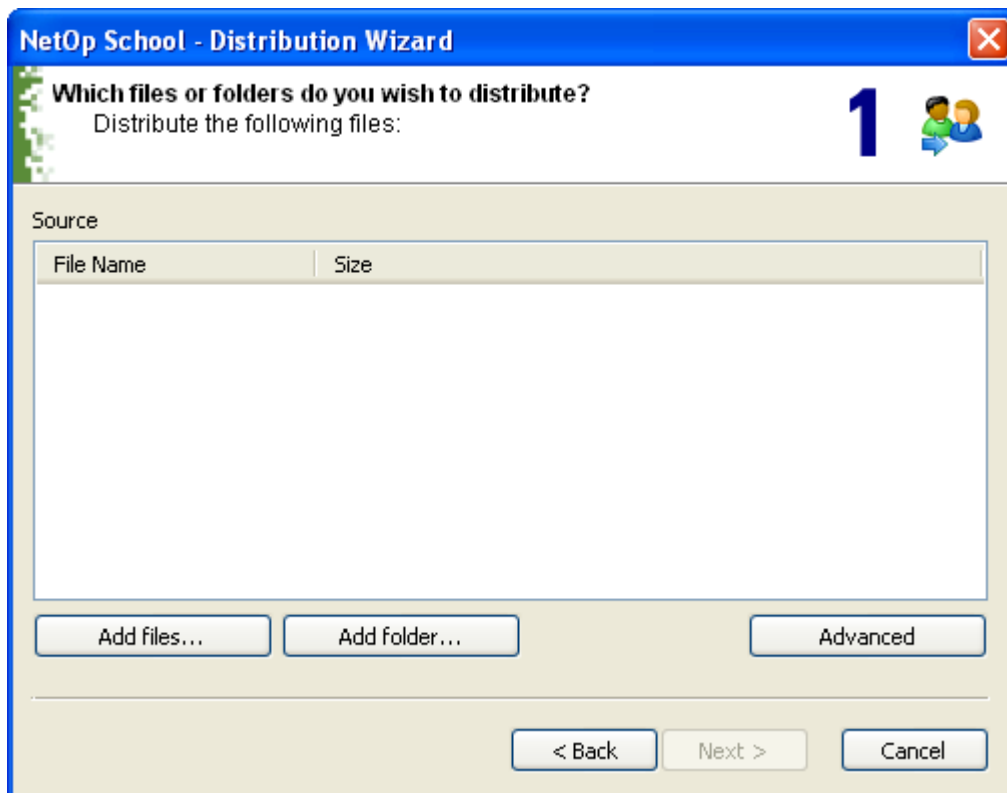 NetOp School - Distribution Wizard
Which files or folders do you wish to distribute?
Distribute the following files:
1
Source
File Name Size
Add files... Add folder... Advanced
< Back Next > Cancel